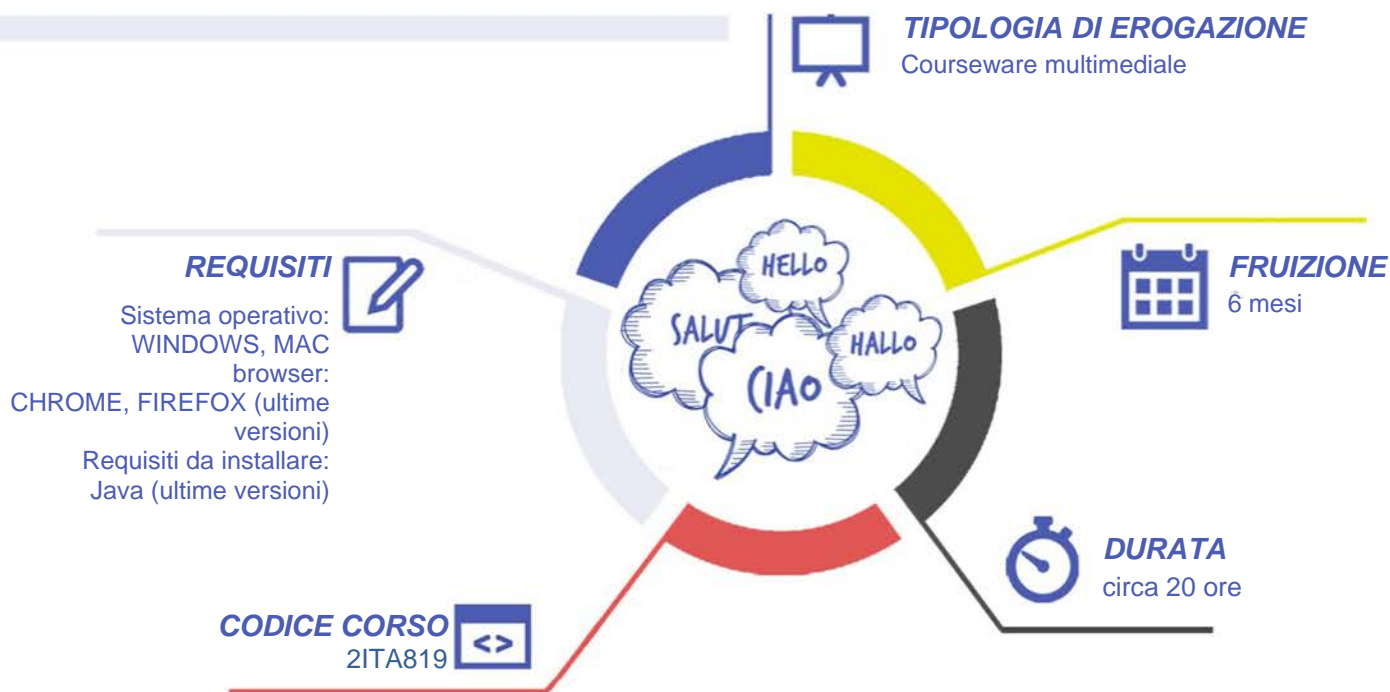 TIPOLOGIA DI EROGAZIONE
Courseware multimediale
REQUISITI
Sistema operativo:
WINDOWS, MAC
browser:
CHROME, FIREFOX (ultime
versioni)
Requisiti da installare:
Java (ultime versioni)
HELLO
SALUT
HALLO
CIAO
FRUIZIONE
6 mesi
DURATA
circa 20 ore
CODICE CORSO
2ITA819
<>